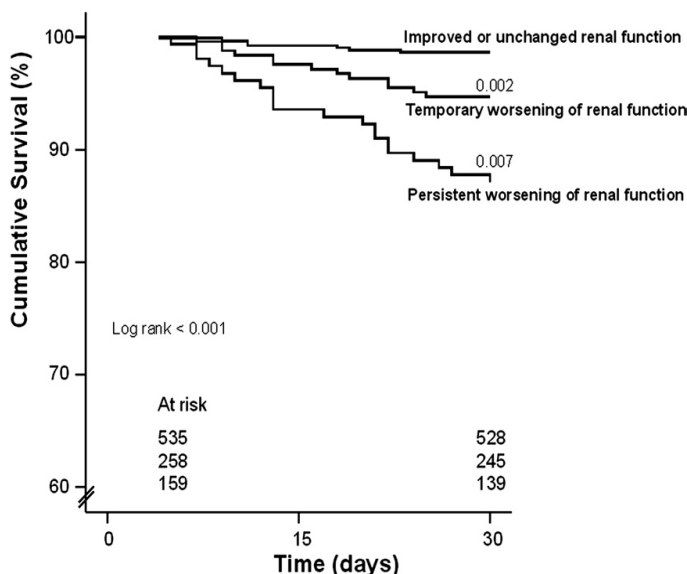 Cumulative Survival (%)
100
90
80
70
60
Improved or unchanged renal function
0.002
Temporary worsening of renal function
0.007
Persistent worsening of renal function
Log rank < 0.001
At risk
535 528
258 245
159 139
0 15 30
Time (days)